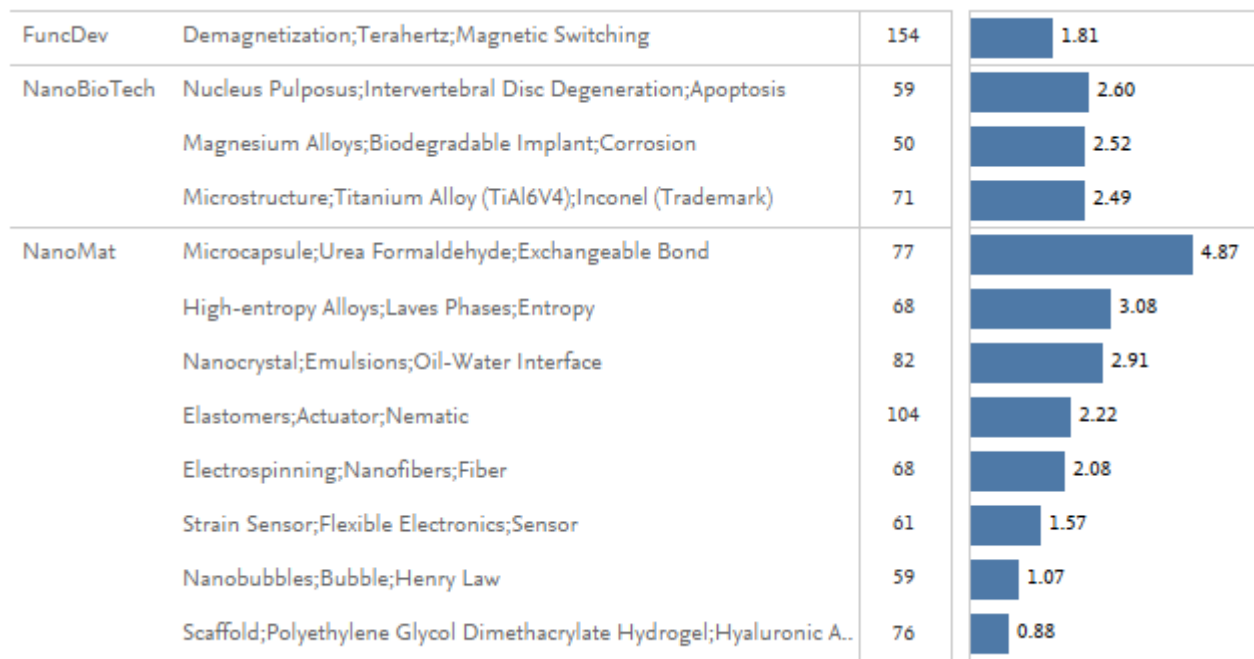 FuncDev Demagnetization;Terahertz;Magnetic Switching 154 1.81
NanoBioTech Nucleus Pulposus;Intervertebral Disc Degeneration;Apoptosis 59 2.60
Magnesium Alloys;Biodegradable Implant;Corrosion 50 2.52
Microstructure;Titanium Alloy (TiAl6V4);Inconel (Trademark) 71 2.49
NanoMat Microcapsule;Urea Formaldehyde;Exchangeable Bond 77 4.87
High-entropy Alloys;Laves Phases;Entropy 68 3.08
Nanocrystal;Emulsions;Oil-Water Interface 82 2.91
Elastomers;Actuator;Nematic 104 2.22
Electrospinning;Nanofibers;Fiber 68 2.08
Strain Sensor;Flexible Electronics;Sensor 61 1.57
Nanobubbles;Bubble;Henry Law 59 1.07
Scaffold;Polyethylene Glycol Dimethacrylate Hydrogel;Hyaluronic A.. 76 0.88